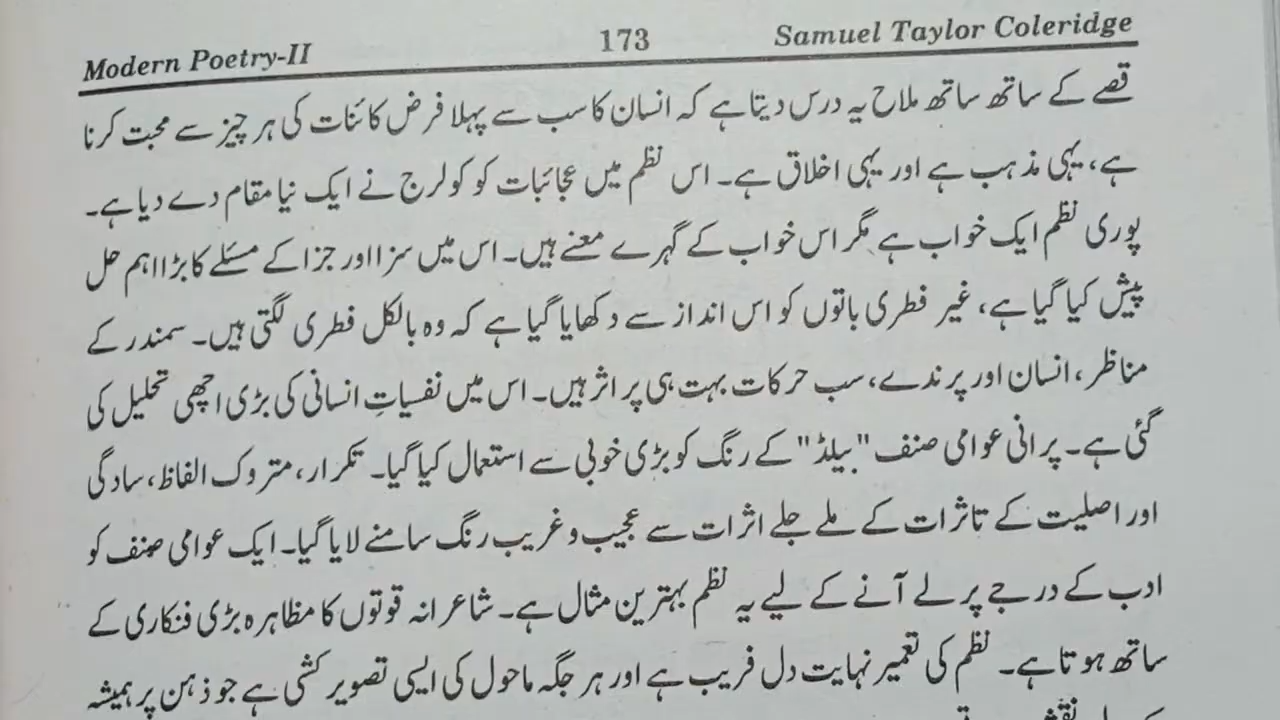 Modern Poetry-II 173 Samuel Taylor Coleridge
قصے کے ساتھ ساتھ ملاح یہ درس دیتا ہے کہ انسان کا سب سے پہلا فرض کائنات کی ہر چیز سے محبت کرنا
ہے، یہی مذہب ہے اور یہی اخلاق ہے۔ اس نظم میں عجائبات کو کولرج نے ایک نیا مقام دے دیا ہے۔
پوری نظم ایک خواب ہے مگر اس خواب کے گہرے معنے ہیں۔ اس میں سزا اور جزا کے مسئلے کا بڑا اہم حل
پیش کیا گیا ہے، غیر فطری باتوں کو اس انداز سے دکھایا گیا ہے کہ وہ بالکل فطری لگتی ہیں۔ سمندر کے
مناظر، انسان اور پرندے، سب حرکات بہت ہی پر اثر ہیں۔ اس میں نفسیاتِ انسانی کی بڑی اچھی تحلیل کی
گئی ہے۔ پرانی عوامی صنف "بیلڈ" کے رنگ کو بڑی خوبی سے استعمال کیا گیا۔ تکرار، متروک الفاظ، سادگی
اور اصلیت کے تاثرات کے ملے جلے اثرات سے عجیب و غریب رنگ سامنے لایا گیا۔ ایک عوامی صنف کو
ادب کے درجے پر لے آنے کے لیے یہ نظم بہترین مثال ہے۔ شاعرانہ قوتوں کا مظاہرہ بڑی فنکاری کے
ساتھ ہوتا ہے۔ نظم کی تعمیر نہایت دل فریب ہے اور ہر جگہ ماحول کی ایسی تصویر کشی ہے جو ذہن پر ہمیشہ